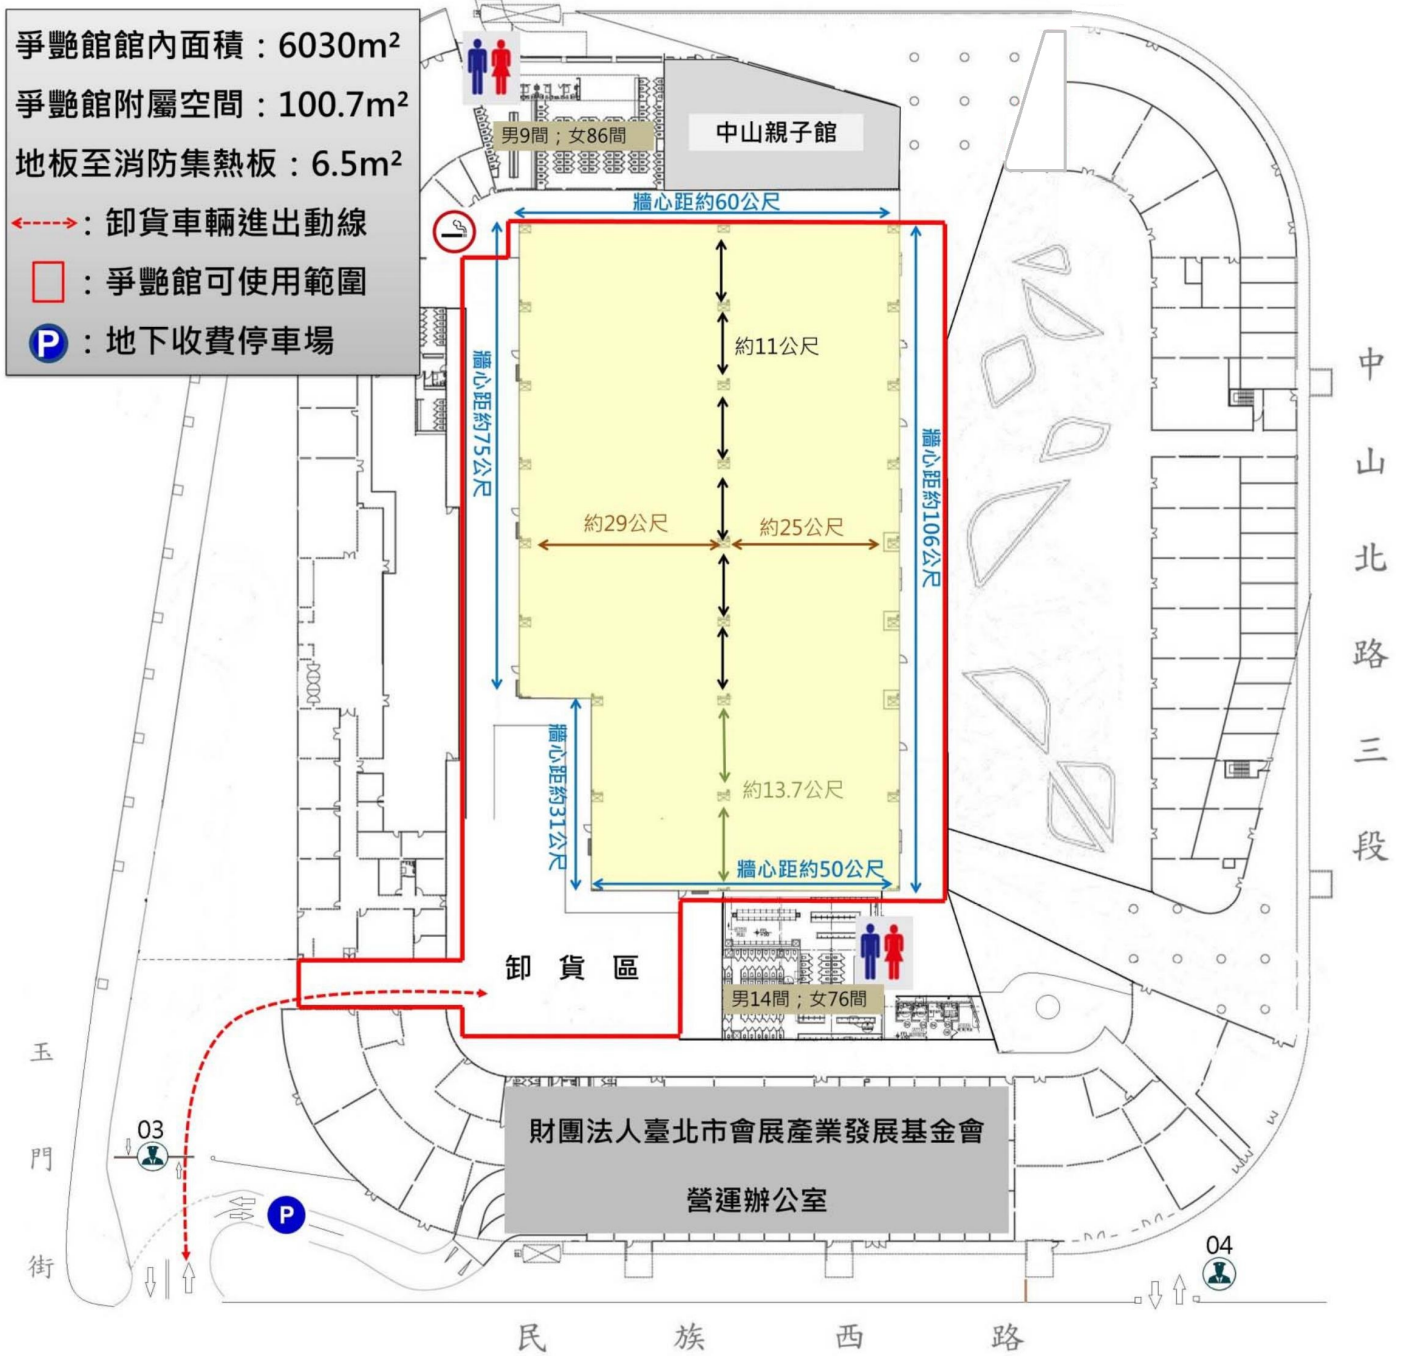 爭艷館館內面積：6030m²
爭艷館附屬空間：100.7m²
地板至消防集熱板：6.5m²
：卸貨車輛進出動線
：爭艷館可使用範圍
P：地下收費停車場
男9間；女86間
中山親子館
牆心距約60公尺
約11公尺
牆心距約75公尺
牆心距約106公尺
約29公尺
約25公尺
牆心距約31公尺
約13.7公尺
牆心距約50公尺
卸貨區
男14間；女76間
財團法人臺北市會展產業發展基金會
營運辦公室
03
P
04
玉門街
中山北路三段
民族西路